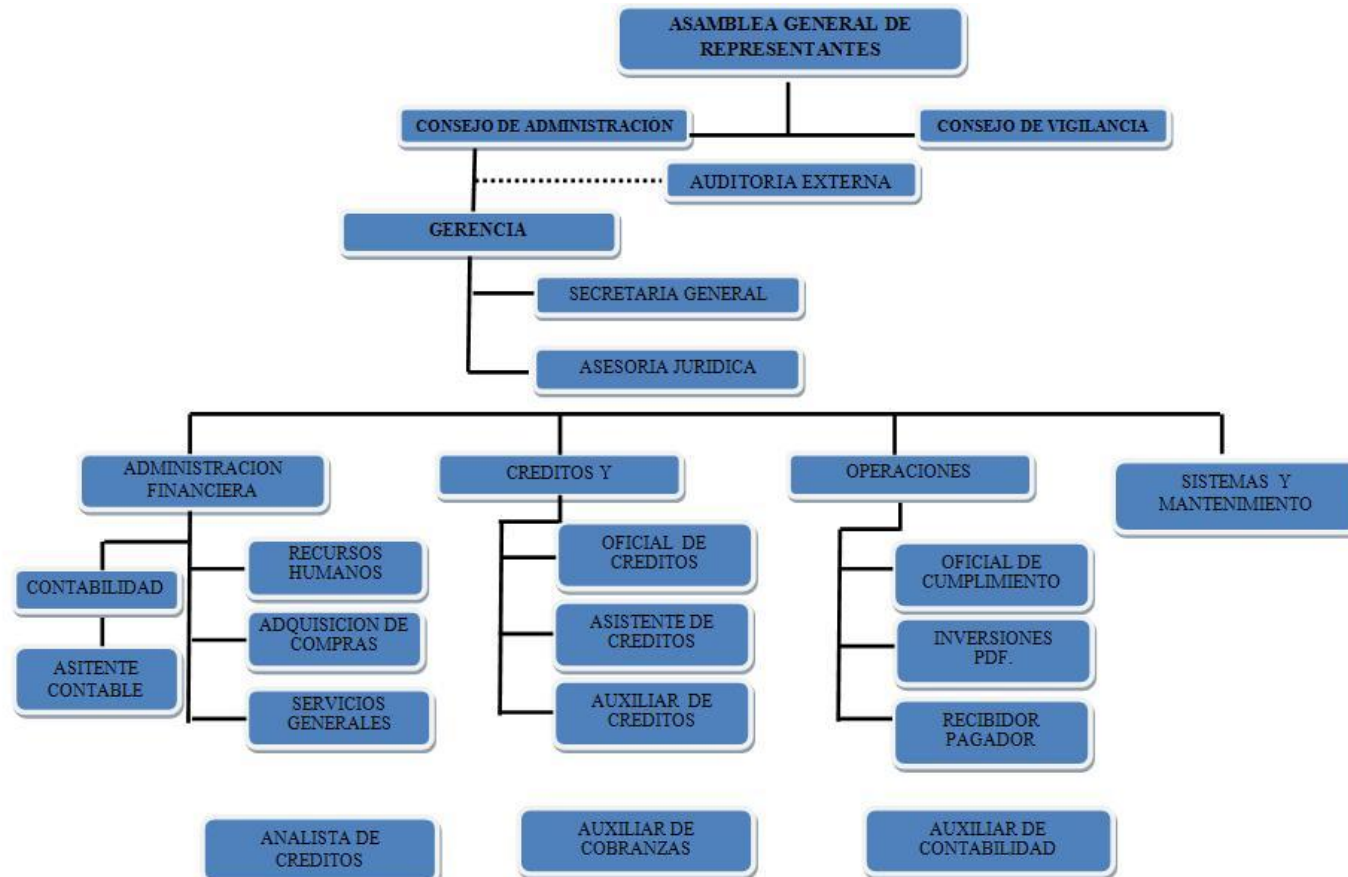 ASAMBLEA GENERAL DE
REPRESENTANTES
CONSEJO DE ADMINISTRACIÓN
CONSEJO DE VIGILANCIA
AUDITORIA EXTERNA
GERENCIA
SECRETARIA GENERAL
ASESORIA JURIDICA
ADMINISTRACION
FINANCIERA
CREDITOS Y
OPERACIONES
SISTEMAS Y
MANTENIMIENTO
CONTABILIDAD
ASITENTE
CONTABLE
RECURSOS
HUMANOS
ADQUISICION DE
COMPRAS
SERVICIOS
GENERALES
OFICIAL DE
CREDITOS
ASISTENTE DE
CREDITOS
AUXILIAR DE
CREDITOS
OFICIAL DE
CUMPLIMIENTO
INVERSIONES
PDF.
RECIBIDOR
PAGADOR
ANALISTA DE
CREDITOS
AUXILIAR DE
COBRANZAS
AUXILIAR DE
CONTABILIDAD